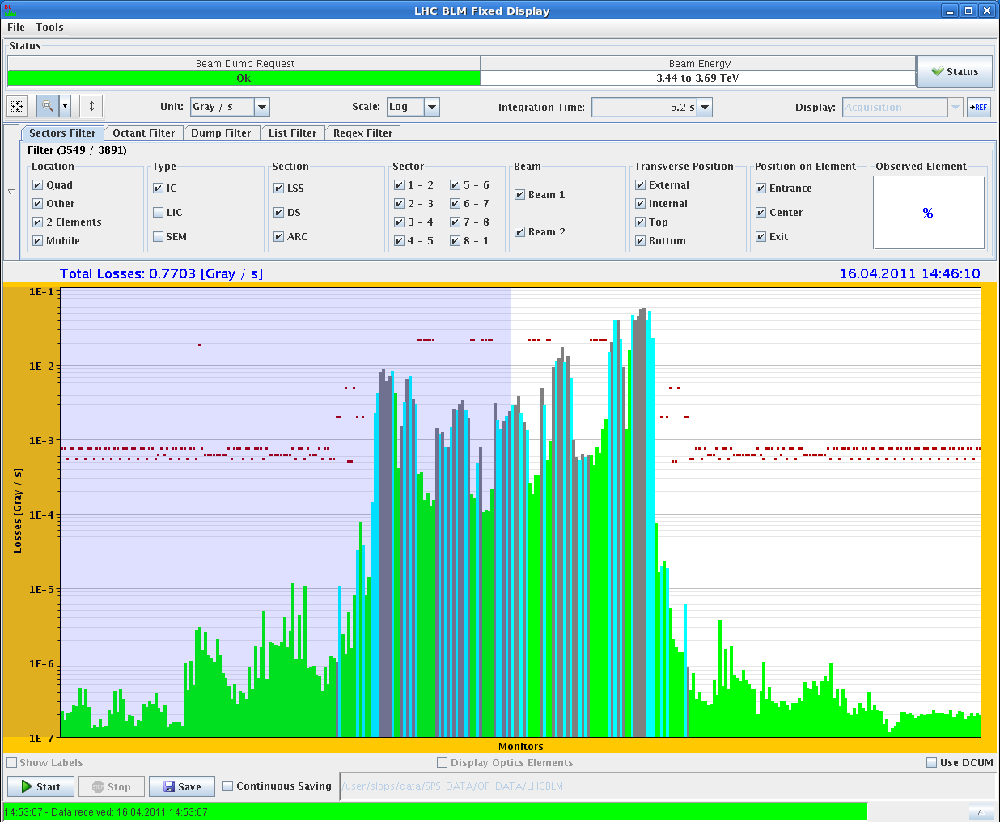 BL
LHC BLM Fixed Display
File Tools
Status
Beam Dump Request Beam Energy
Ok 3.44 to 3.69 TeV
Status
Unit: Gray / s Scale: Log Integration Time: 5.2 s Display: Acquisition →REF
Sectors Filter Octant Filter Dump Filter List Filter Regex Filter
Filter (3549 / 3891)
Location Type Section Sector Beam Transverse Position Position on Element Observed Element
Quad IC LSS 1 - 2 5 - 6 Beam 1 External Entrance
Other LIC DS 2 - 3 6 - 7 Internal Center %
2 Elements SEM ARC 3 - 4 7 - 8 Beam 2 Top Exit
Mobile 4 - 5 8 - 1 Bottom
Total Losses: 0.7703 [Gray / s] 16.04.2011 14:46:10
1E-1
1E-2
1E-3
1E-4
1E-5
1E-6
1E-7
Losses [Gray / s]
Monitors
Show Labels Display Optics Elements Use DCUM
Start STOP Stop Save Continuous Saving /user/slops/data/SPS_DATA/OP_DATA/LHCBLM
14:53:07 - Data received: 16.04.2011 14:53:07